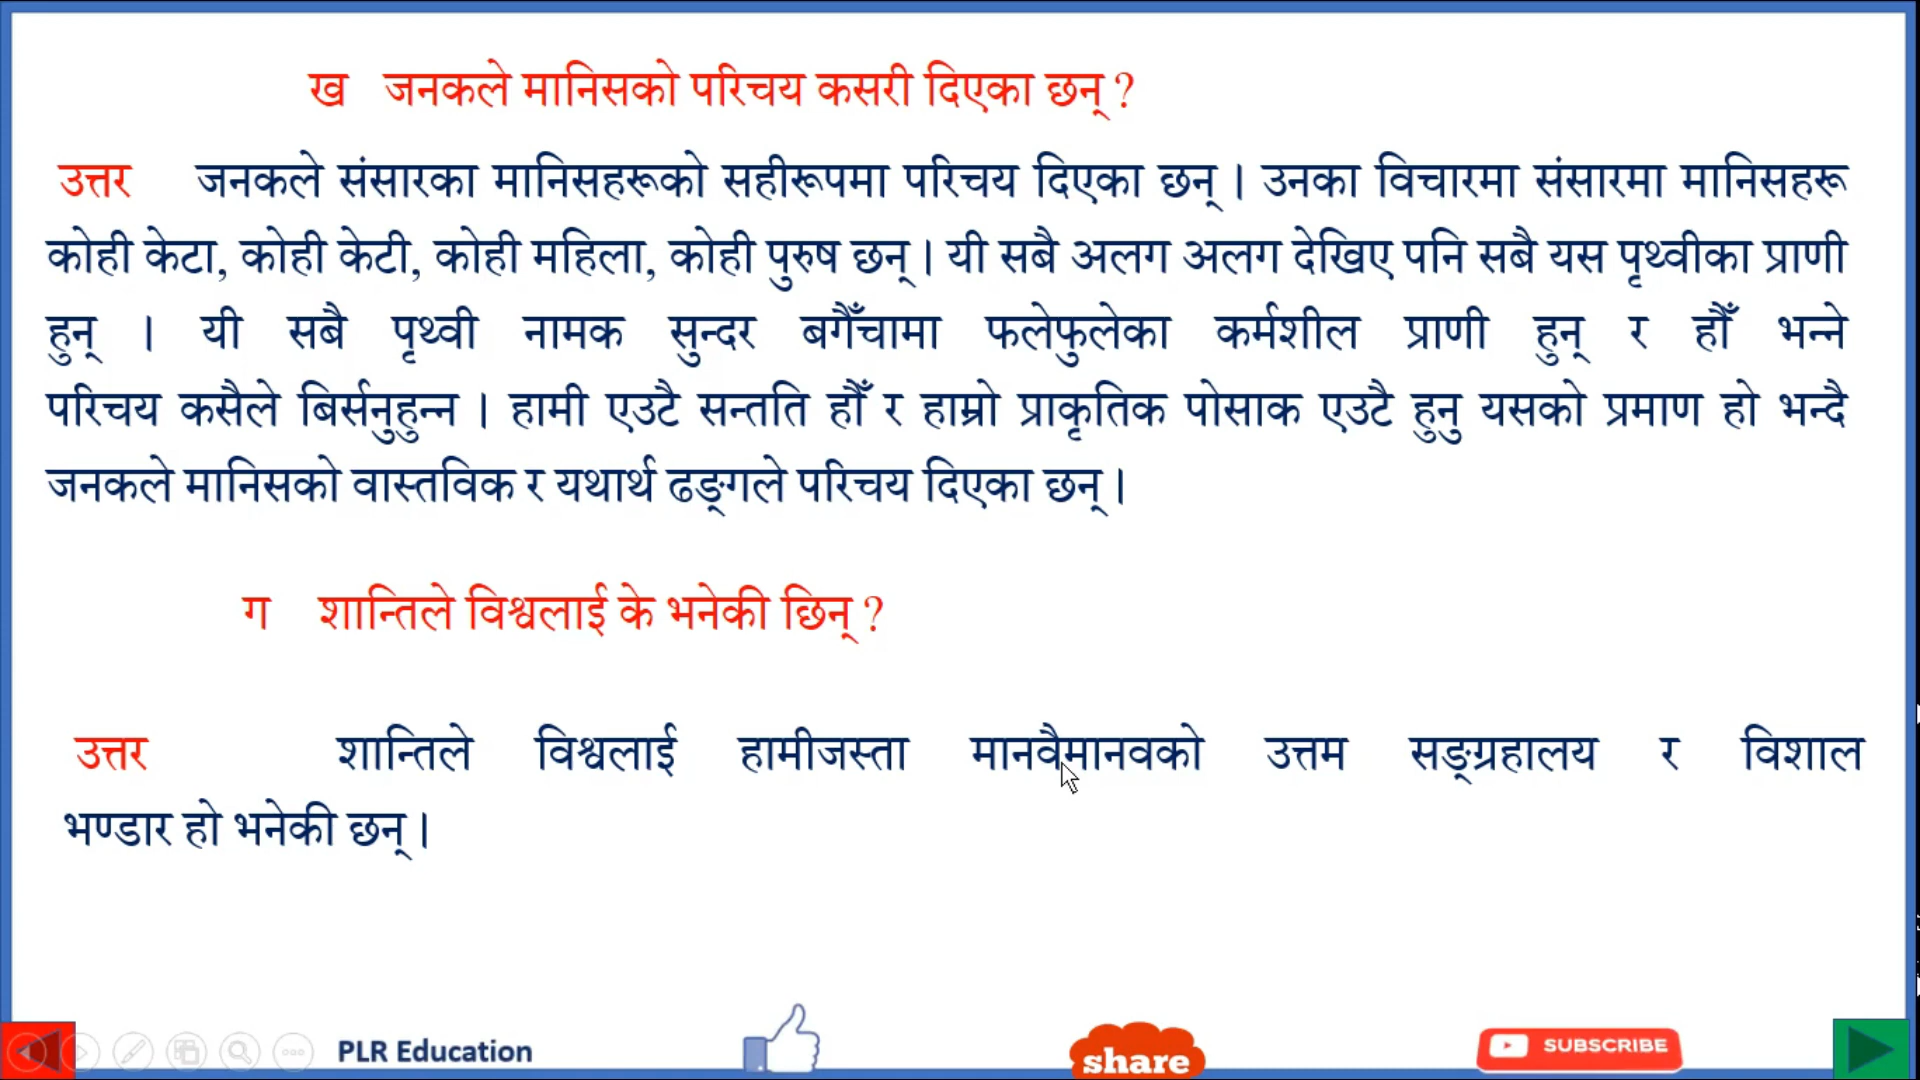 ख जनकले मानिसको परिचय कसरी दिएका छन् ?
उत्तर जनकले संसारका मानिसहरूको सहीरूपमा परिचय दिएका छन् । उनका विचारमा संसारमा मानिसहरू
कोही केटा, कोही केटी, कोही महिला, कोही पुरुष छन् । यी सबै अलग अलग देखिए पनि सबै यस पृथ्वीका प्राणी
हुन् । यी सबै पृथ्वी नामक सुन्दर बगैँचामा फलेफुलेका कर्मशील प्राणी हुन् र हौँ भन्ने
परिचय कसैले बिर्सनुहुन्न । हामी एउटै सन्तति हौँ र हाम्रो प्राकृतिक पोसाक एउटै हुनु यसको प्रमाण हो भन्दै
जनकले मानिसको वास्तविक र यथार्थ ढङ्गले परिचय दिएका छन् ।
ग शान्तिले विश्वलाई के भनेकी छिन् ?
उत्तर शान्तिले विश्वलाई हामीजस्ता मानवैमानवको उत्तम सङ्ग्रहालय र विशाल
भण्डार हो भनेकी छन् ।
PLR Education share SUBSCRIBE